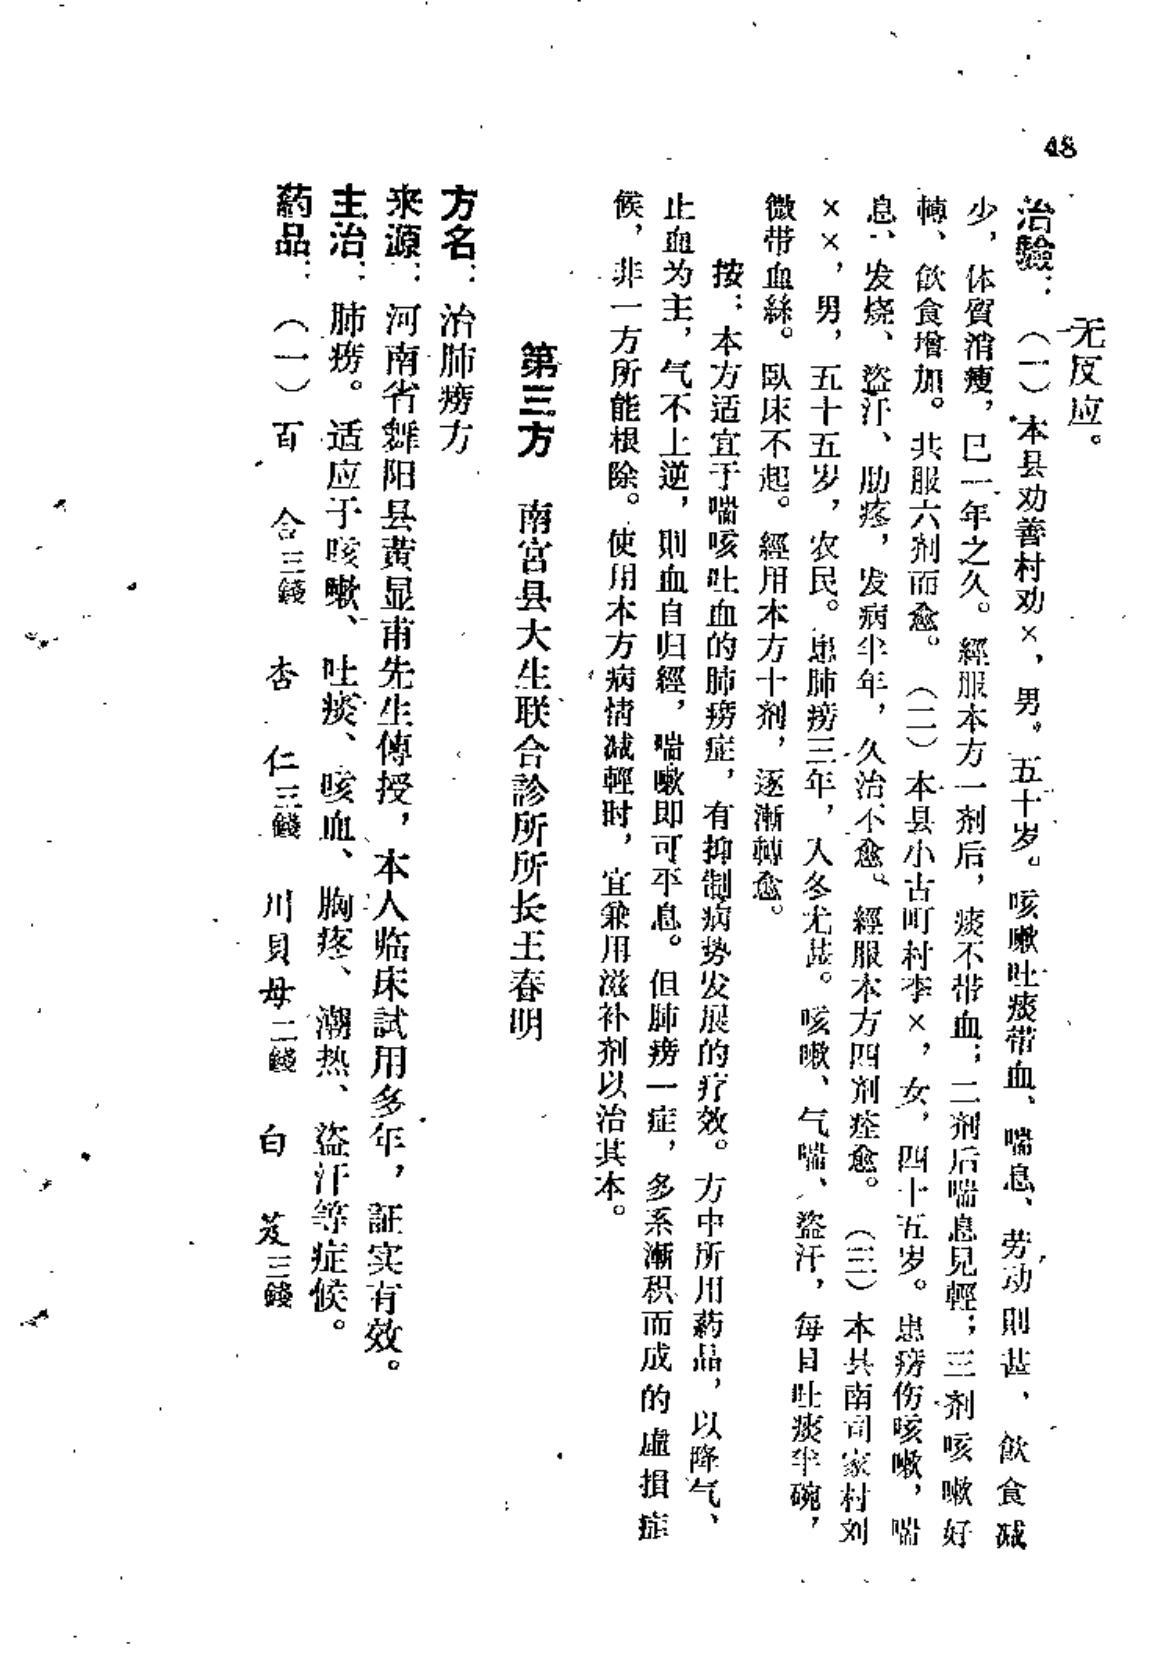 48
无反应。
治驗：（一）本县劝善村劝×，男。五十岁。咳嗽吐痰带血、喘息、劳动則甚，飲食减
少，体質消瘦，巳一年之久。經服本方一剂后，痰不带血；二剂后喘息見輕；三剂咳嗽好
轉、飲食增加。共服六剂而愈。（二）本县小古町村李×，女，四十五岁。患痨伤咳嗽，喘
息、发烧、盜汗、肋疼，发病半年，久治不愈。經服本方四剂痊愈。（三）本县南司家村刘
××，男，五十五岁，农民。患肺痨三年，入冬尤甚。咳嗽、气喘、盜汗，每日吐痰半碗，
微带血絲。臥床不起。經用本方十剂，逐漸轉愈。
按：本方适宜于喘咳吐血的肺痨症，有抑制病势发展的疗效。方中所用葯品，以降气、
止血为主，气不上逆，則血自归經，喘嗽即可平息。但肺痨一症，多系漸积而成的虛損症
候，非一方所能根除。使用本方病情减輕时，宜兼用滋补剂以治其本。
第三方　南宫县大生联合診所所长王春明
方名：治肺痨方
来源：河南省舞阳县黄显甫先生傳授，本人临床試用多年，証实有效。
主治：肺痨。适应于咳嗽、吐痰、咳血、胸疼、潮热、盜汗等症候。
葯品：（一）百　合三錢　杏　仁三錢　川貝母二錢　白　芨三錢